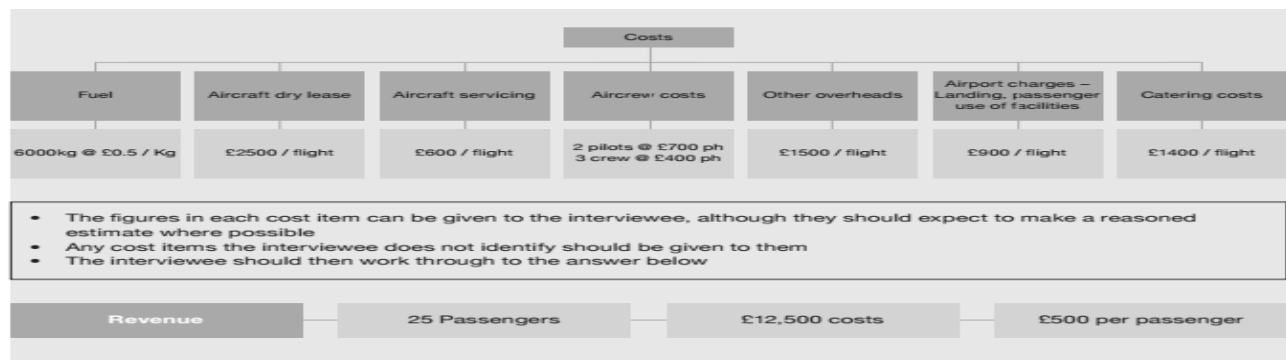 Costs
Fuel
Aircraft dry lease
Aircraft servicing
Aircrew costs
Other overheads
Airport charges –
Landing, passenger
use of facilities
Catering costs
6000kg @ £0.5 / Kg
£2500 / flight
£600 / flight
2 pilots @ £700 ph
3 crew @ £400 ph
£1500 / flight
£900 / flight
£1400 / flight
• The figures in each cost item can be given to the interviewee, although they should expect to make a reasoned
estimate where possible
• Any cost items the interviewee does not identify should be given to them
• The interviewee should then work through to the answer below
Revenue
25 Passengers
£12,500 costs
£500 per passenger